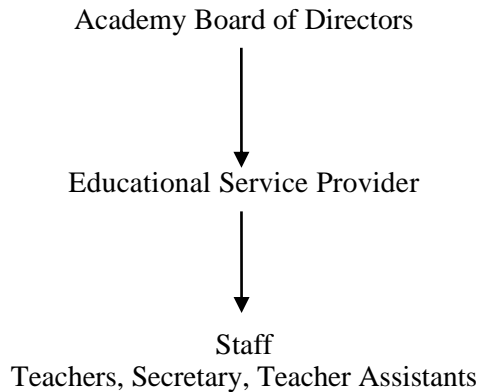 Academy Board of Directors
Educational Service Provider
Staff
Teachers, Secretary, Teacher Assistants